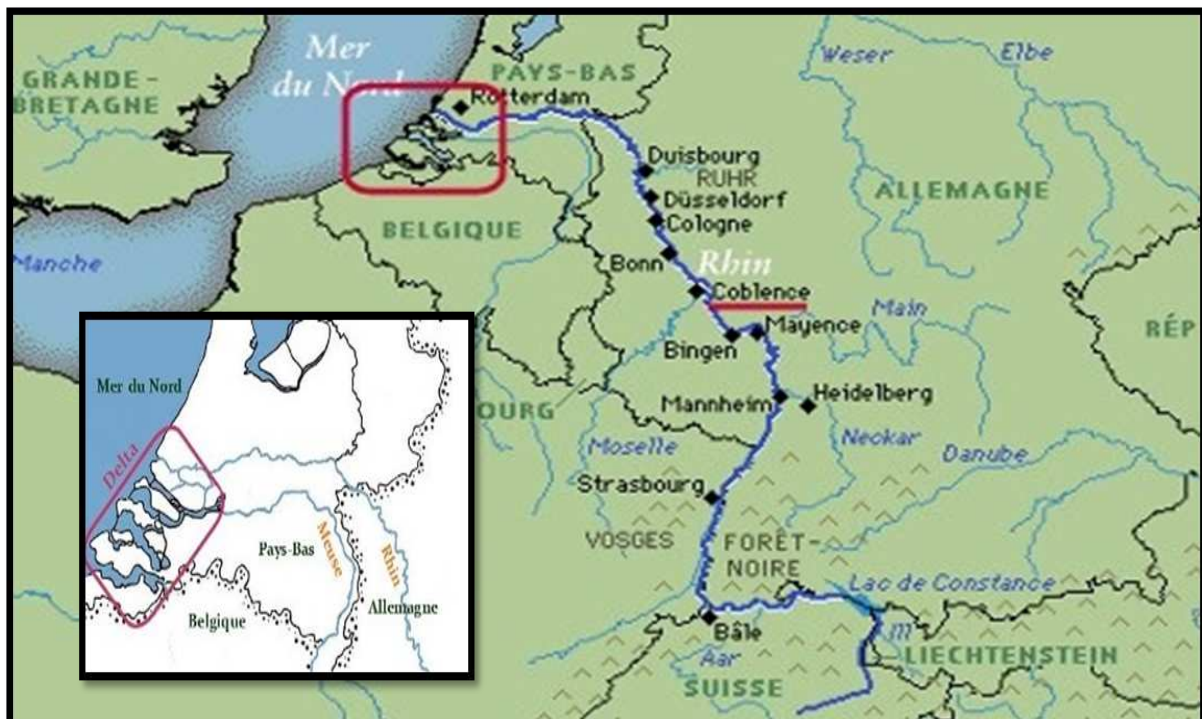 Mer
du Nord
GRANDE-
BRETAGNE
PAYS-BAS
Rotterdam
Weser
Elbe
Duisbourg
RUHR
Düsseldorf
Cologne
ALLEMAGNE
BELGIQUE
Manche
Bonn
Rhin
Coblence
Main
Mayence
Bingen
RÉP
OURG
Mannheim
Heidelberg
Moselle
Neckar
Danube
Strasbourg
VOSGES
FORÊT-
NOIRE
Lac de Constance
Bâle
Aar
SUISSE
LIECHTENSTEIN
Mer du Nord
Delta
Pays-Bas
Meuse
Rhin
Allemagne
Belgique